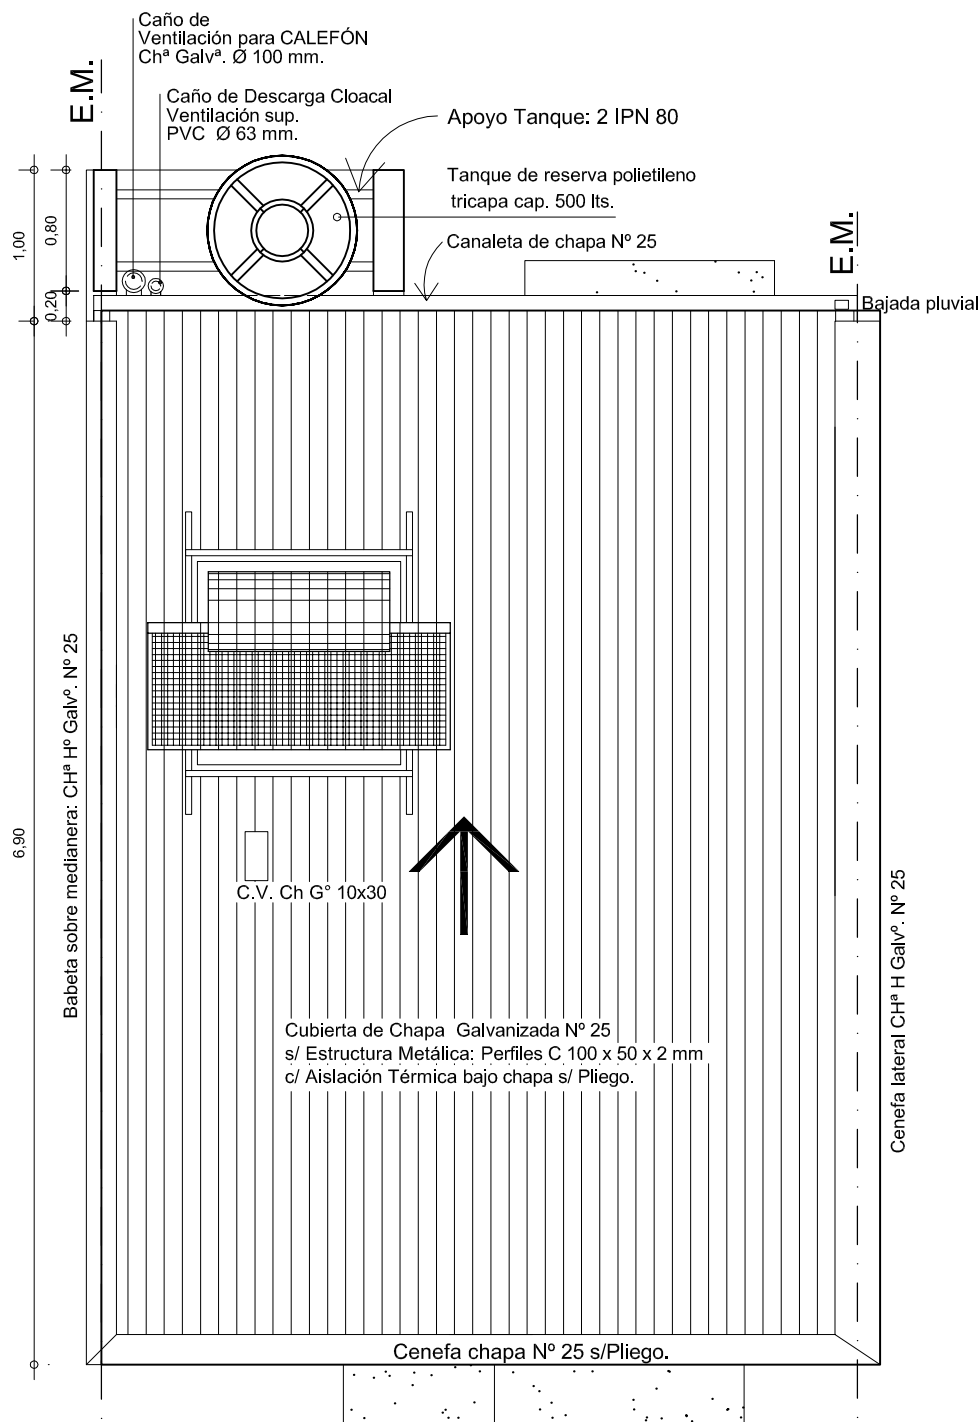 Caño de
Ventilación para CALEFÓN
Chª Galvª. Ø 100 mm.
E.M.
Caño de Descarga Cloacal
Ventilación sup.
PVC Ø 63 mm.
Apoyo Tanque: 2 IPN 80
Tanque de reserva polietileno
tricapa cap. 500 lts.
Canaleta de chapa Nº 25
E.M.
Bajada pluvial
1,00
0,80
0,20
6,90
Babeta sobre medianera: CHª Hº Galvº. Nº 25
C.V. Ch G° 10x30
Cubierta de Chapa Galvanizada Nº 25
s/ Estructura Metálica: Perfiles C 100 x 50 x 2 mm
c/ Aislación Térmica bajo chapa s/ Pliego.
Cenefa lateral CHª H Galvº. Nº 25
Cenefa chapa Nº 25 s/Pliego.